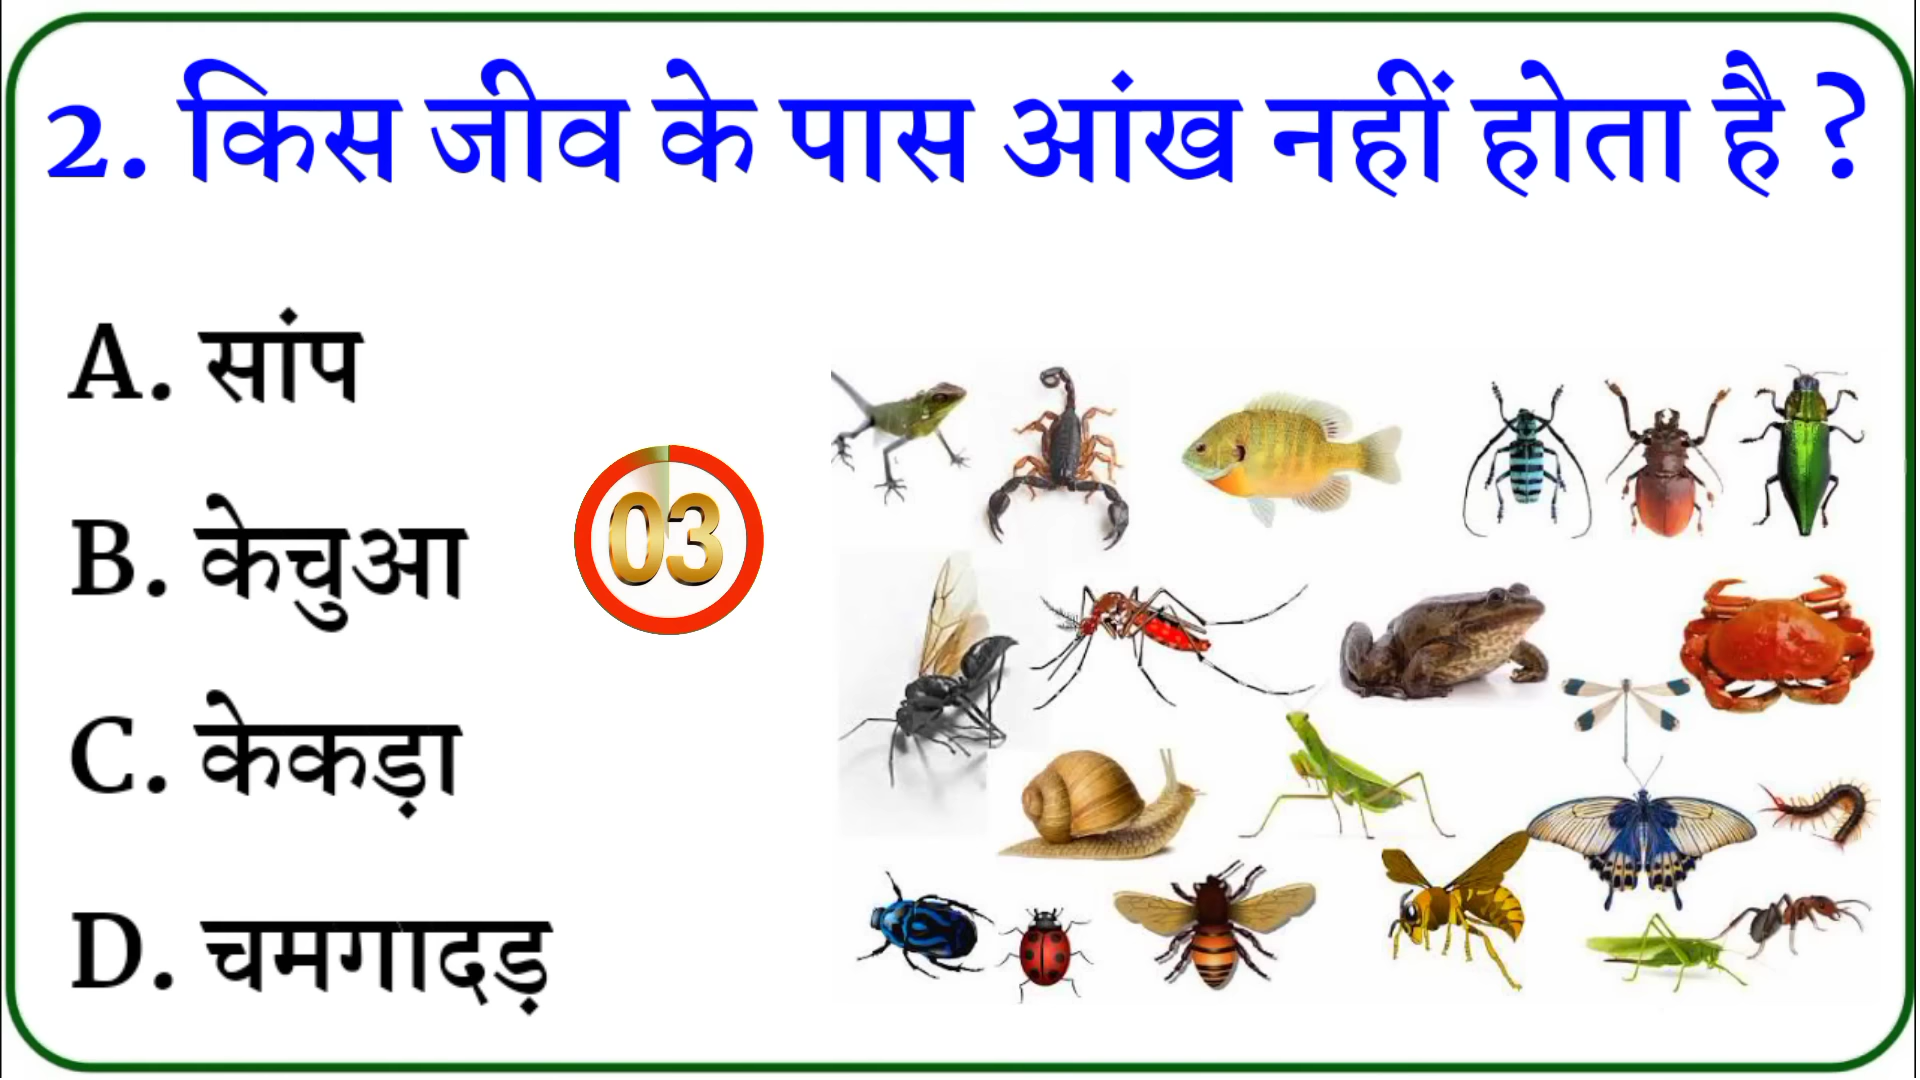 2. किस जीव के पास आंख नहीं होता है ?
A. सांप
B. केचुआ
03
C. केकड़ा
D. चमगादड़